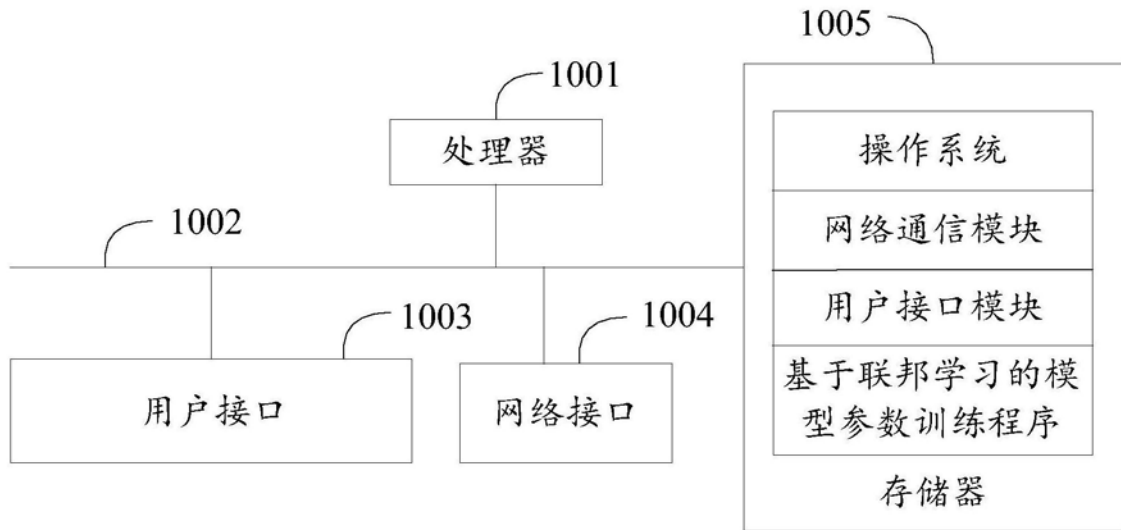 1005
1001
处理器
操作系统
1002
网络通信模块
1003
1004
用户接口模块
用户接口
网络接口
基于联邦学习的模
型参数训练程序
存储器